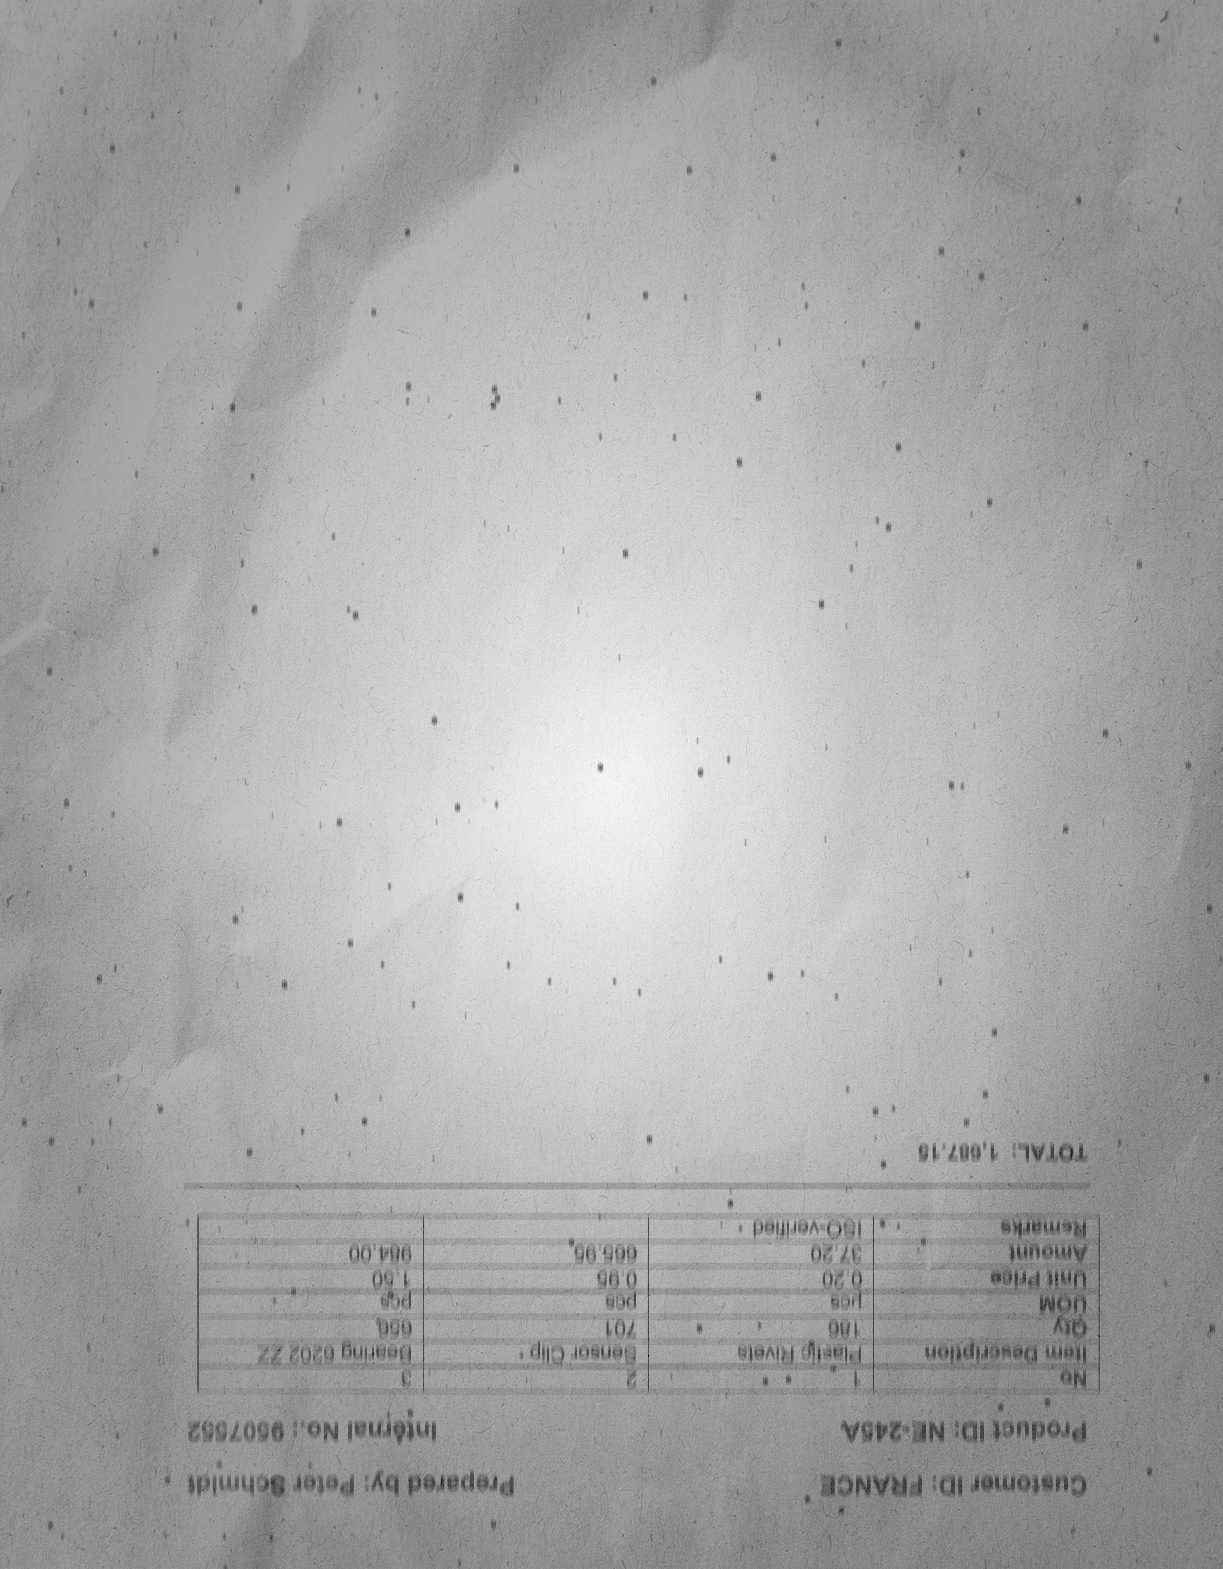 Customer ID: FRANCE Prepared by: Peter Schmidt
Product ID: NE-245A Internal No.: 9507552
No 1 2 3
Item Description Plastic Rivets Sensor Clip Bearing 6202 ZZ
Qty 186 701 656
UOM pcs pcs pcs
Unit Price 0.20 0.95 1.50
Amount 37.20 665.95 984.00
Remarks ISO-verified
TOTAL: 1,687.15